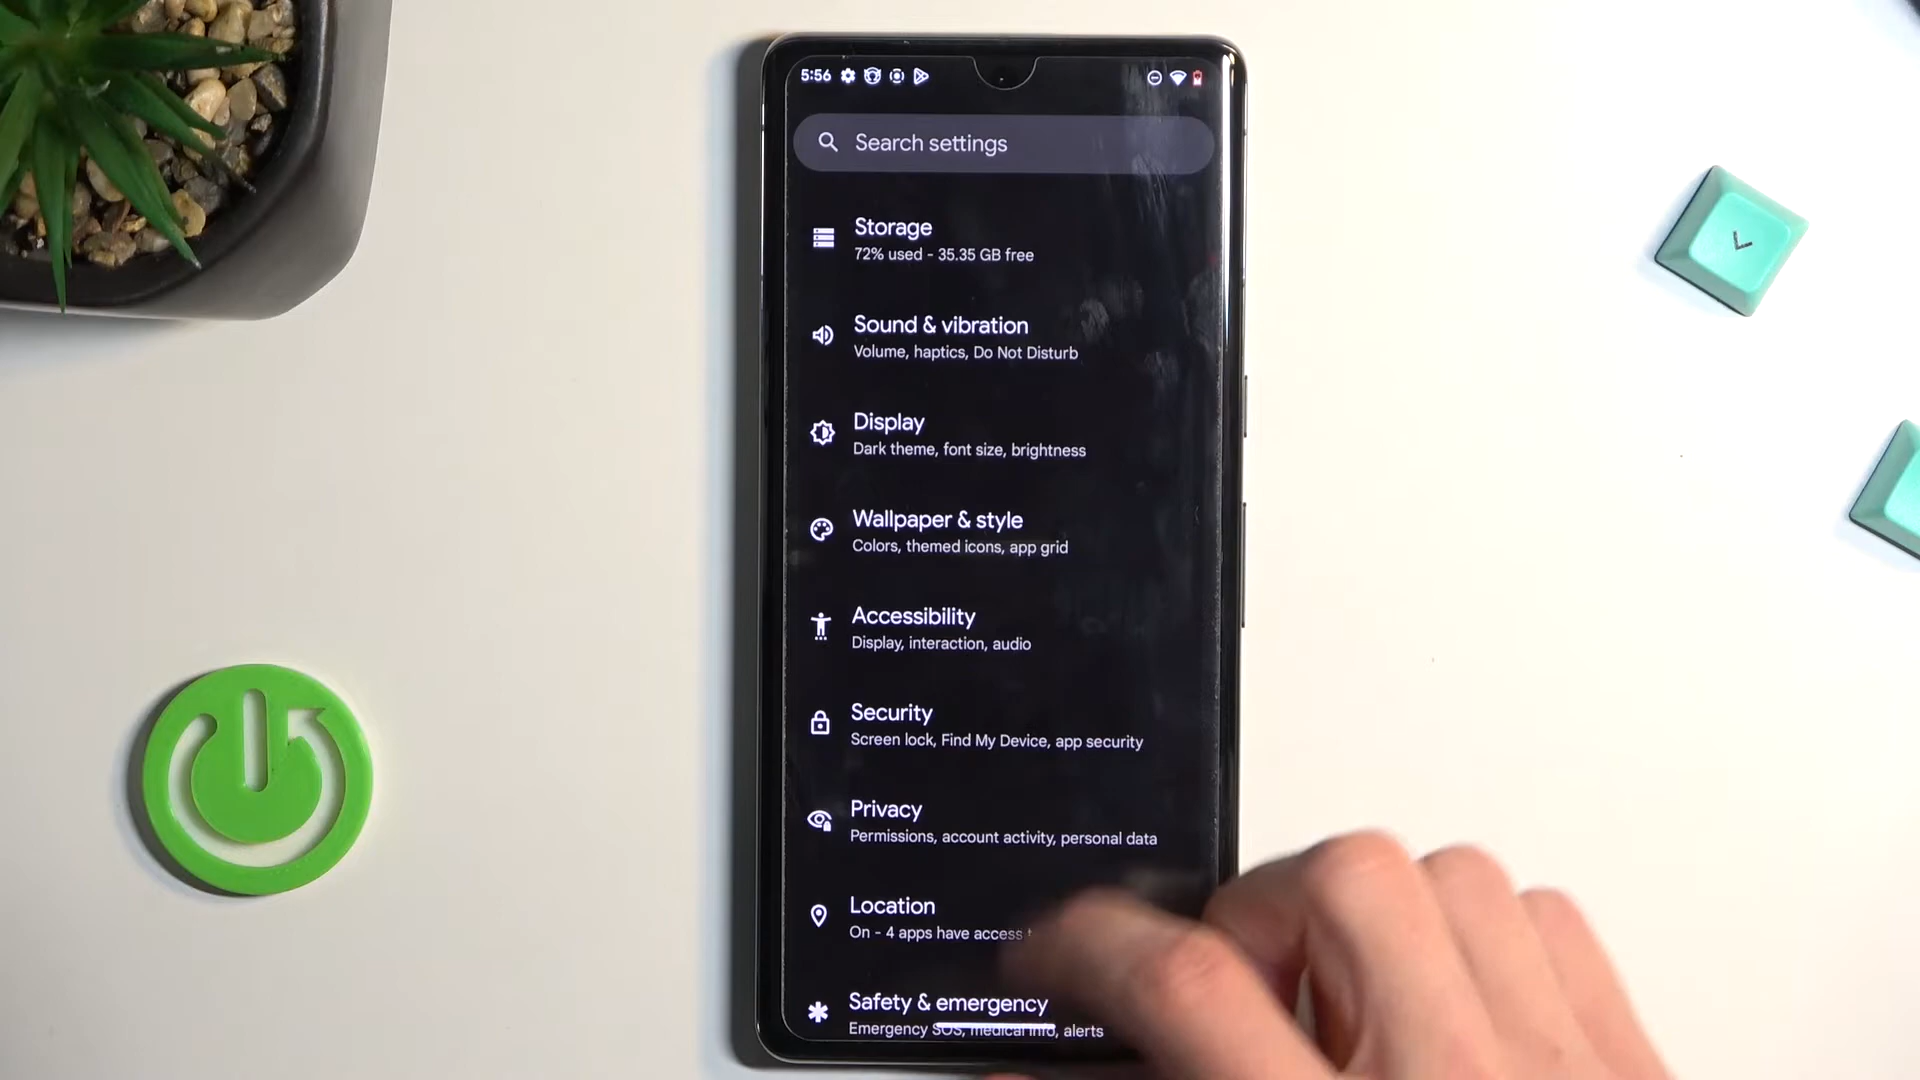 5:56
Search settings
Storage
72% used - 35.35 GB free
Sound & vibration
Volume, haptics, Do Not Disturb
Display
Dark theme, font size, brightness
Wallpaper & style
Colors, themed icons, app grid
Accessibility
Display, interaction, audio
Security
Screen lock, Find My Device, app security
Privacy
Permissions, account activity, personal data
Location
On - 4 apps have access
Safety & emergency
Emergency SOS, medical info, alerts